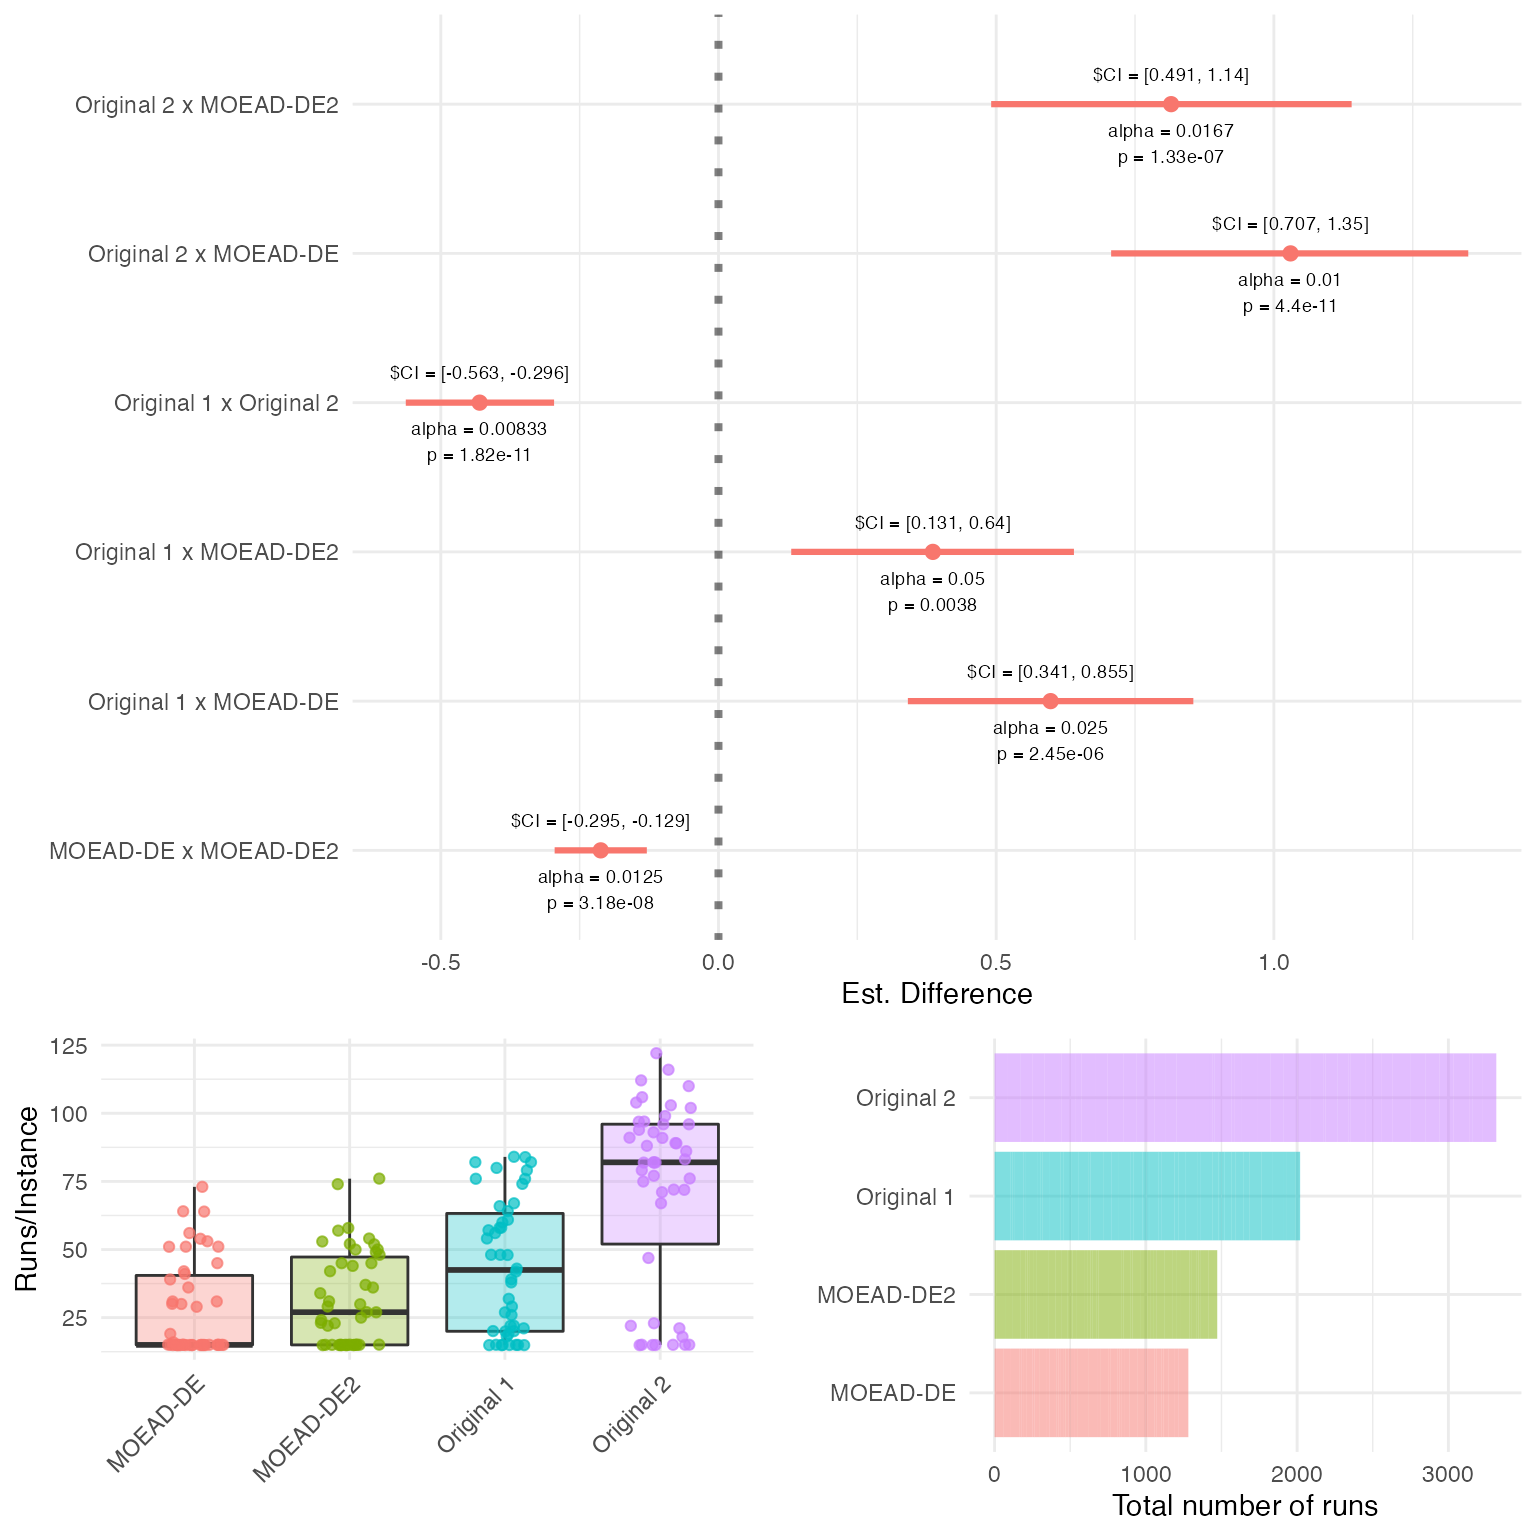 $CI = [0.491, 1.14]
Original 2 x MOEAD-DE2
alpha = 0.0167
p = 1.33e-07
$CI = [0.707, 1.35]
Original 2 x MOEAD-DE
alpha = 0.01
p = 4.4e-11
$CI = [-0.563, -0.296]
Original 1 x Original 2
alpha = 0.00833
p = 1.82e-11
$CI = [0.131, 0.64]
Original 1 x MOEAD-DE2
alpha = 0.05
p = 0.0038
$CI = [0.341, 0.855]
Original 1 x MOEAD-DE
alpha = 0.025
p = 2.45e-06
$CI = [-0.295, -0.129]
MOEAD-DE x MOEAD-DE2
alpha = 0.0125
p = 3.18e-08
-0.5 0.0 0.5 1.0
Est. Difference
Runs/Instance
125
100
75
50
25
MOEAD-DE
MOEAD-DE2
Original 1
Original 2
Original 2
Original 1
MOEAD-DE2
MOEAD-DE
0 1000 2000 3000
Total number of runs